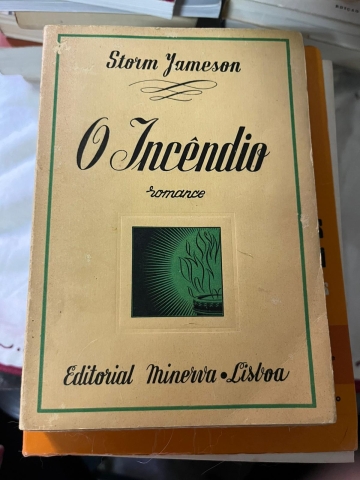 Storm Jameson
O Incêndio
romance
Editorial Minerva • Lisboa